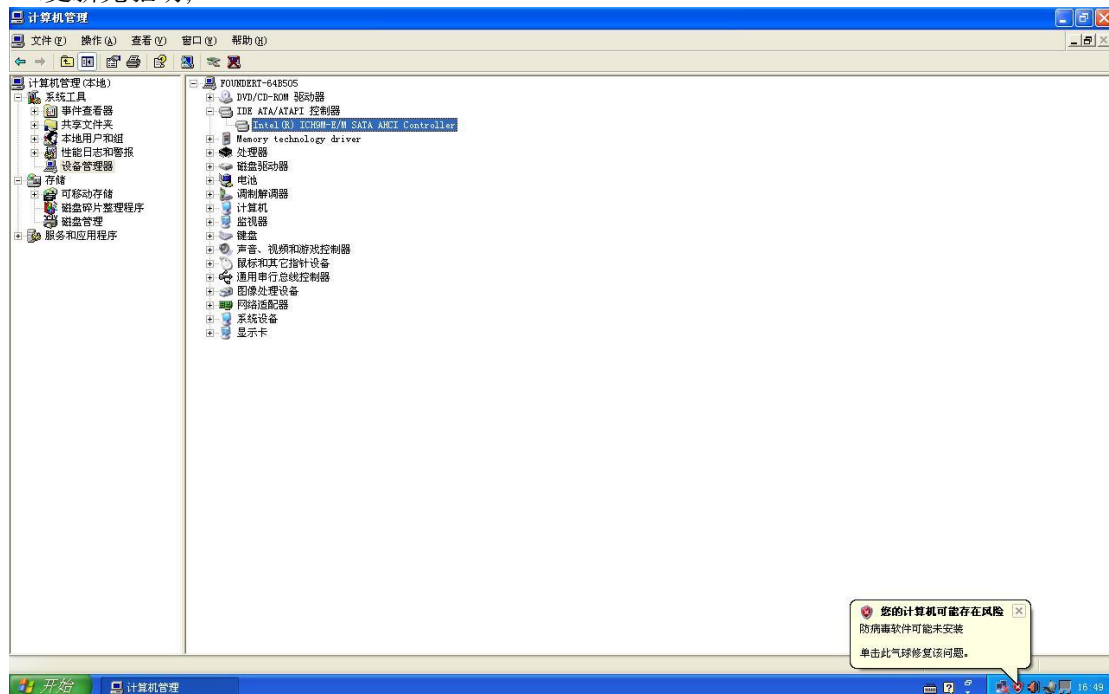 计算机管理
文件(F) 操作(A) 查看(V) 窗口(W) 帮助(H)
计算机管理(本地)
系统工具
事件查看器
共享文件夹
本地用户和组
性能日志和警报
设备管理器
存储
可移动存储
磁盘碎片整理程序
磁盘管理
服务和应用程序
FOUNDERT-64B505
DVD/CD-ROM 驱动器
IDE ATA/ATAPI 控制器
Intel(R) ICH9M-E/M SATA AHCI Controller
Memory technology driver
处理器
磁盘驱动器
电池
调制解调器
计算机
监视器
键盘
声音、视频和游戏控制器
鼠标和其它指针设备
通用串行总线控制器
图像处理设备
网络适配器
系统设备
显示卡
您的计算机可能存在风险
防病毒软件可能未安装
单击此气球修复该问题。
开始 计算机管理 16:49